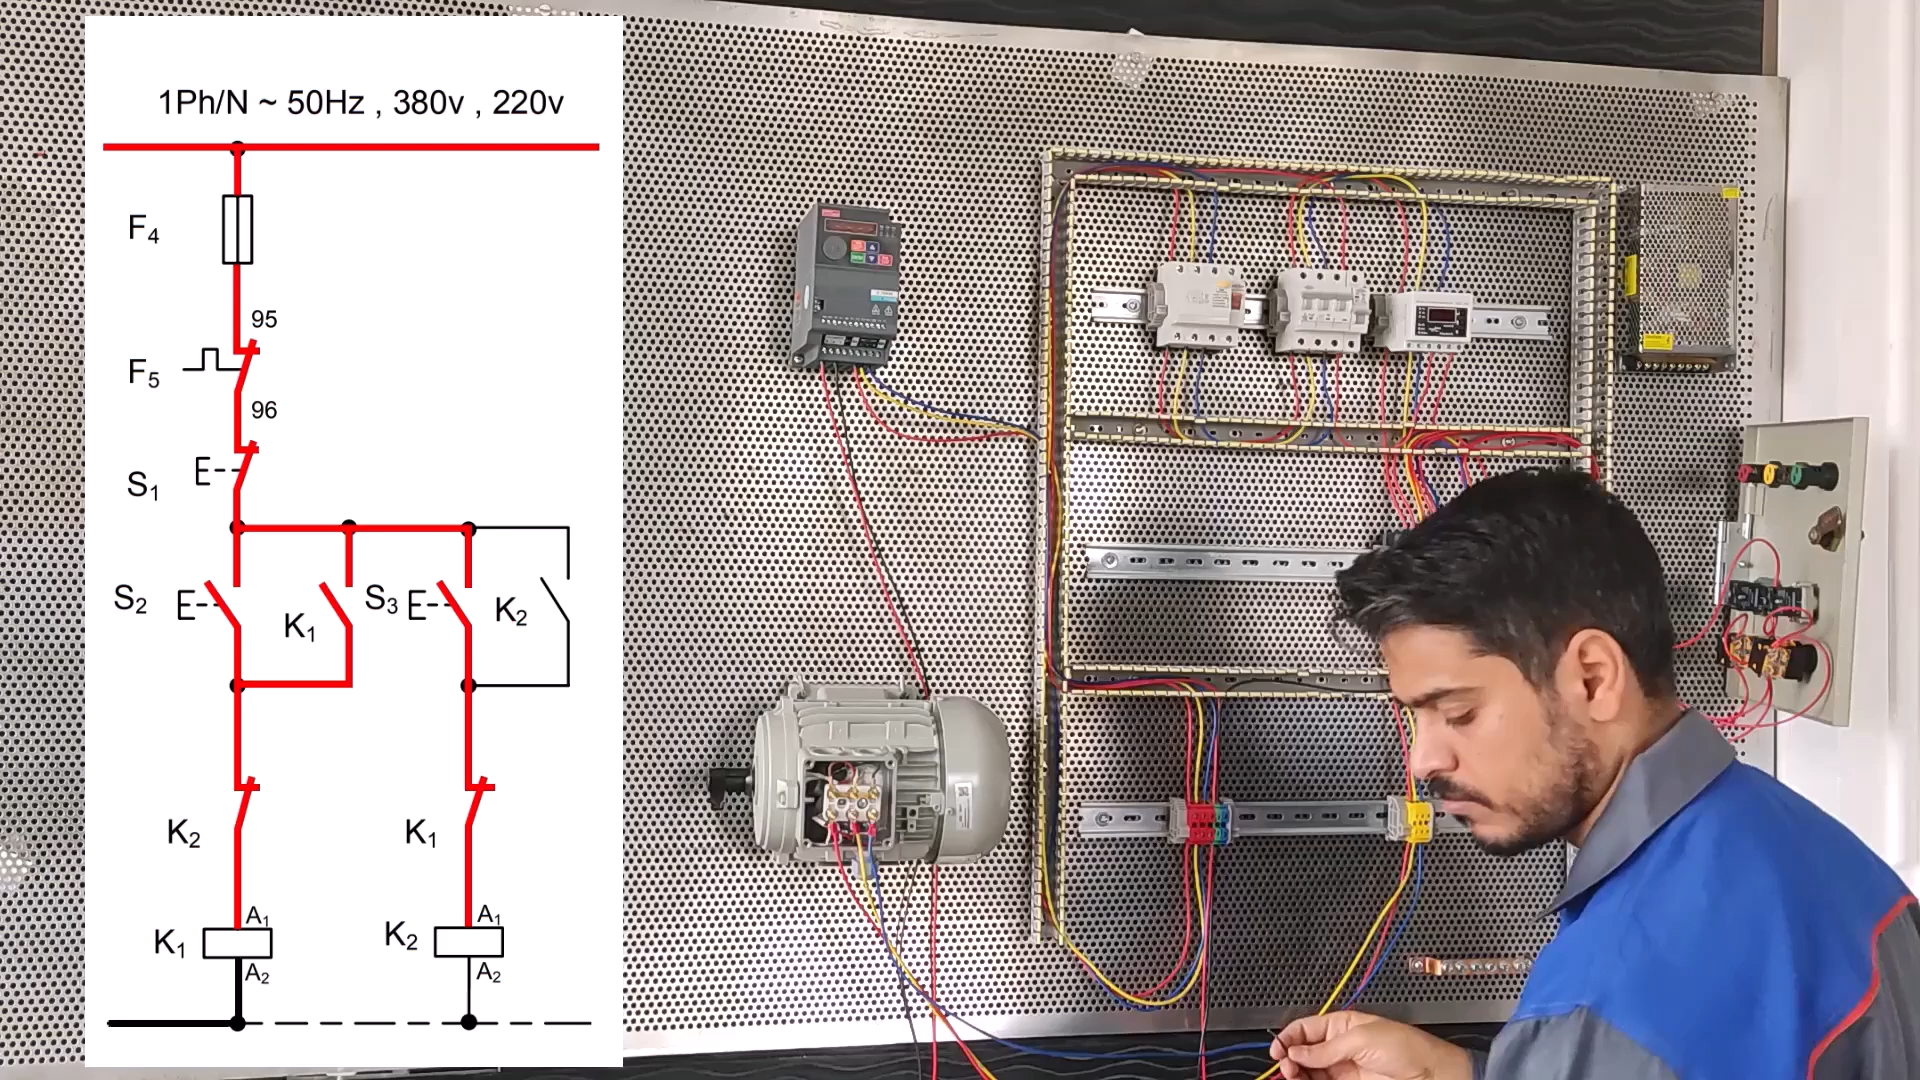 1Ph/N ~ 50Hz , 380v , 220v
F4
95
F5
96
E
S1
S2 E K1 S3 E K2
K2 K1
A1 A1
K1 K2
A2 A2